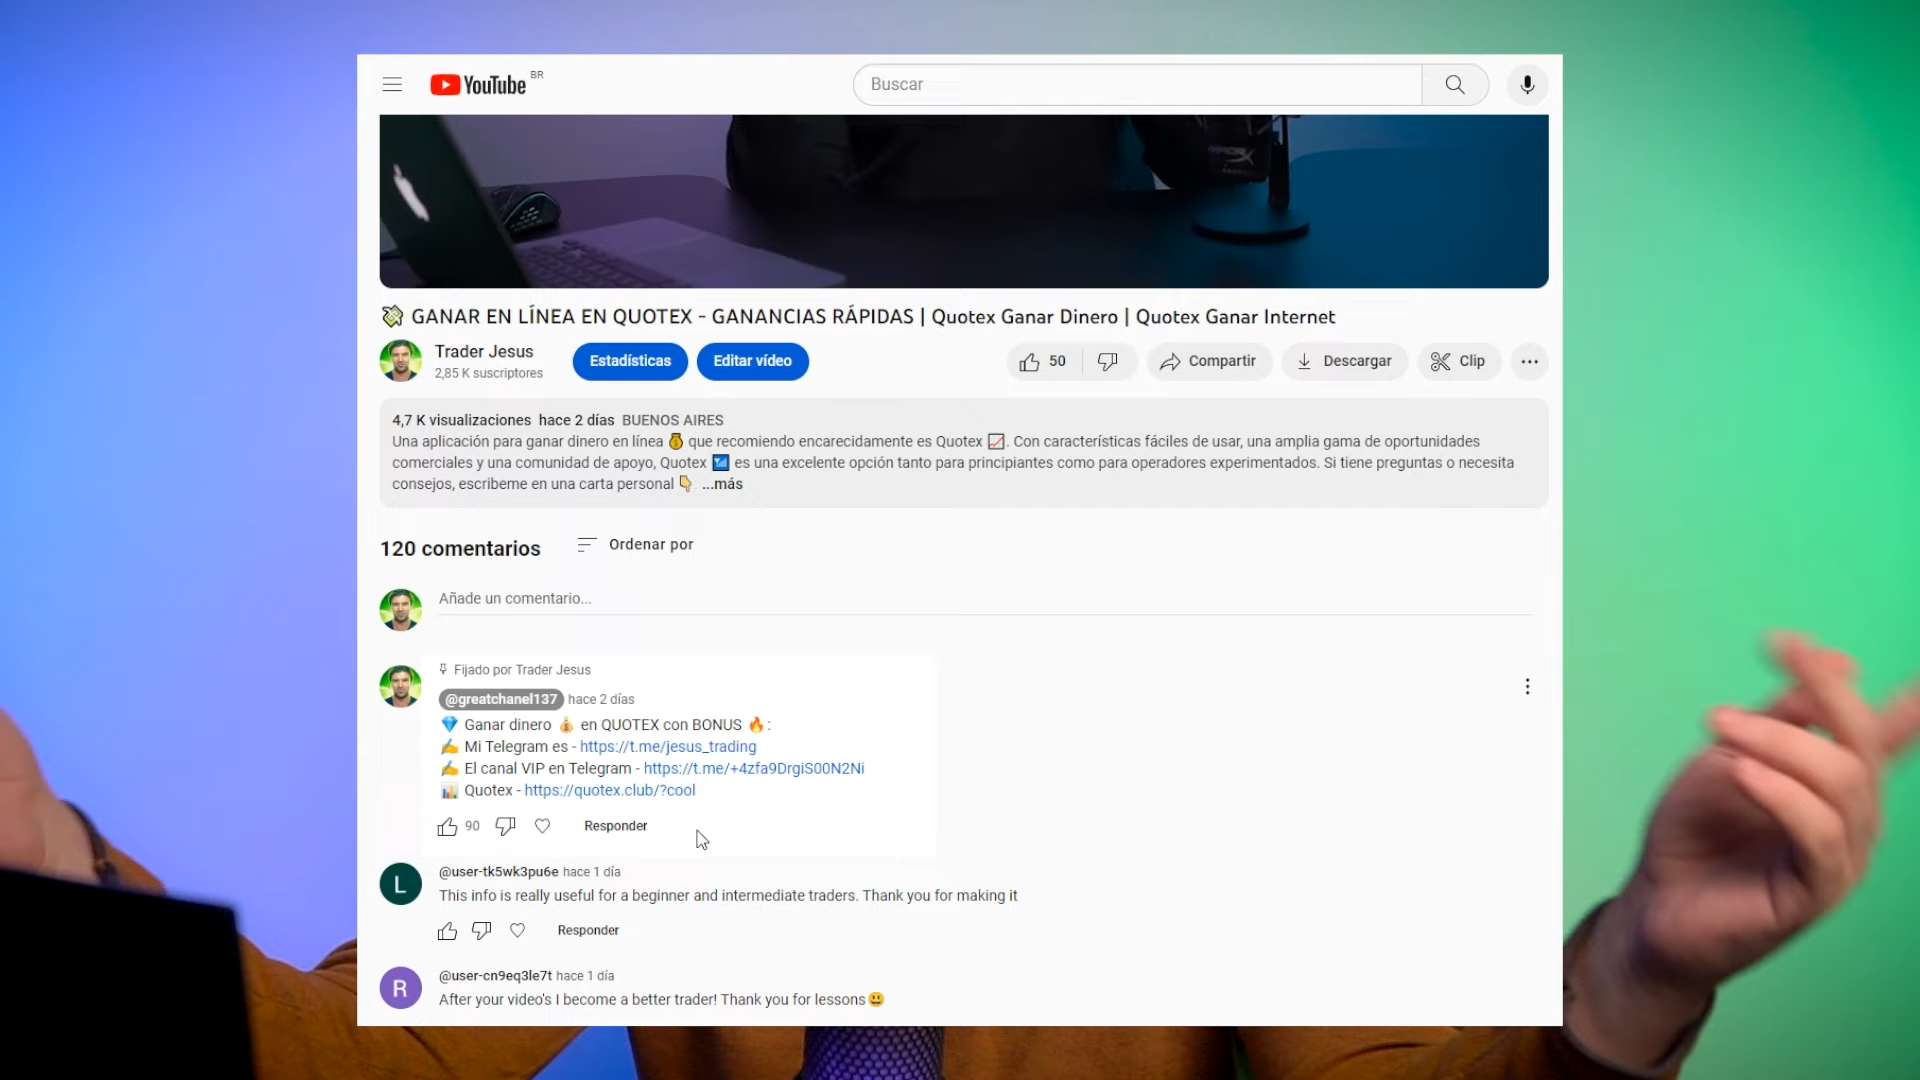 YouTube BR
Buscar
GANAR EN LÍNEA EN QUOTEX - GANANCIAS RÁPIDAS | Quotex Ganar Dinero | Quotex Ganar Internet
Trader Jesus
2,85 K suscriptores
Estadísticas
Editar vídeo
50
Compartir
Descargar
Clip
4,7 K visualizaciones hace 2 días BUENOS AIRES
Una aplicación para ganar dinero en línea 💰 que recomiendo encarecidamente es Quotex 📈. Con características fáciles de usar, una amplia gama de oportunidades
comerciales y una comunidad de apoyo, Quotex 📶 es una excelente opción tanto para principiantes como para operadores experimentados. Si tiene preguntas o necesita
consejos, escribeme en una carta personal 👇 ...más
120 comentarios
Ordenar por
Añade un comentario...
Fijado por Trader Jesus
@greatchanel137 hace 2 días
💎 Ganar dinero 💰 en QUOTEX con BONUS 🔥 :
✍ Mi Telegram es - https://t.me/jesus_trading
✍ El canal VIP en Telegram - https://t.me/+4zfa9DrgiS00N2Ni
📊 Quotex - https://quotex.club/?cool
90
Responder
L
@user-tk5wk3pu6e hace 1 día
This info is really useful for a beginner and intermediate traders. Thank you for making it
Responder
R
@user-cn9eq3le7t hace 1 día
After your video's I become a better trader! Thank you for lessons😃